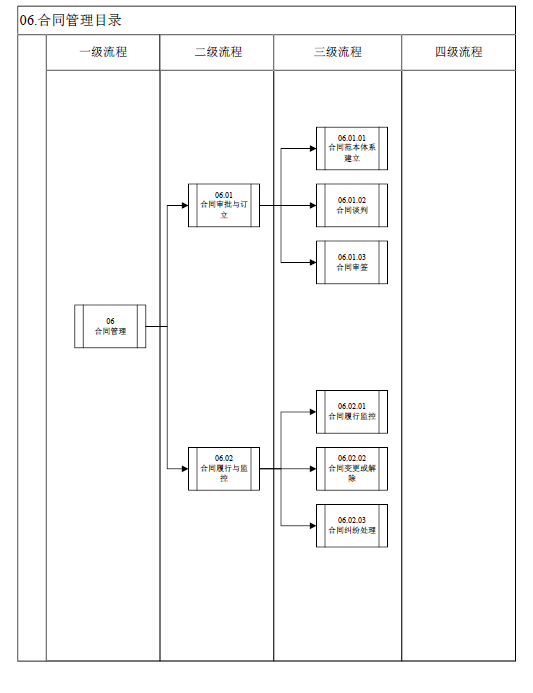 06.合同管理目录
一级流程
二级流程
三级流程
四级流程
06.01.01
合同范本体系
建立
06.01
合同审批与订
立
06.01.02
合同谈判
06.01.03
合同审签
06
合同管理
06.02.01
合同履行监控
06.02
合同履行与监
控
06.02.02
合同变更或解
除
06.02.03
合同纠纷处理